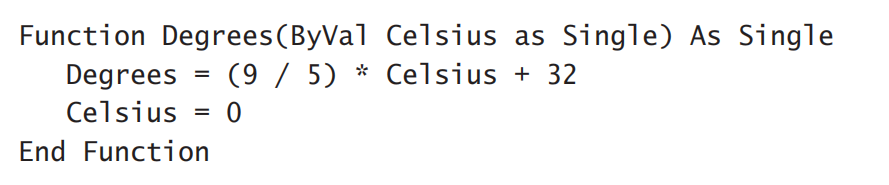 Function Degrees(ByVal Celsius as Single) As Single
Degrees = (9 / 5) * Celsius + 32
Celsius = 0
End Function